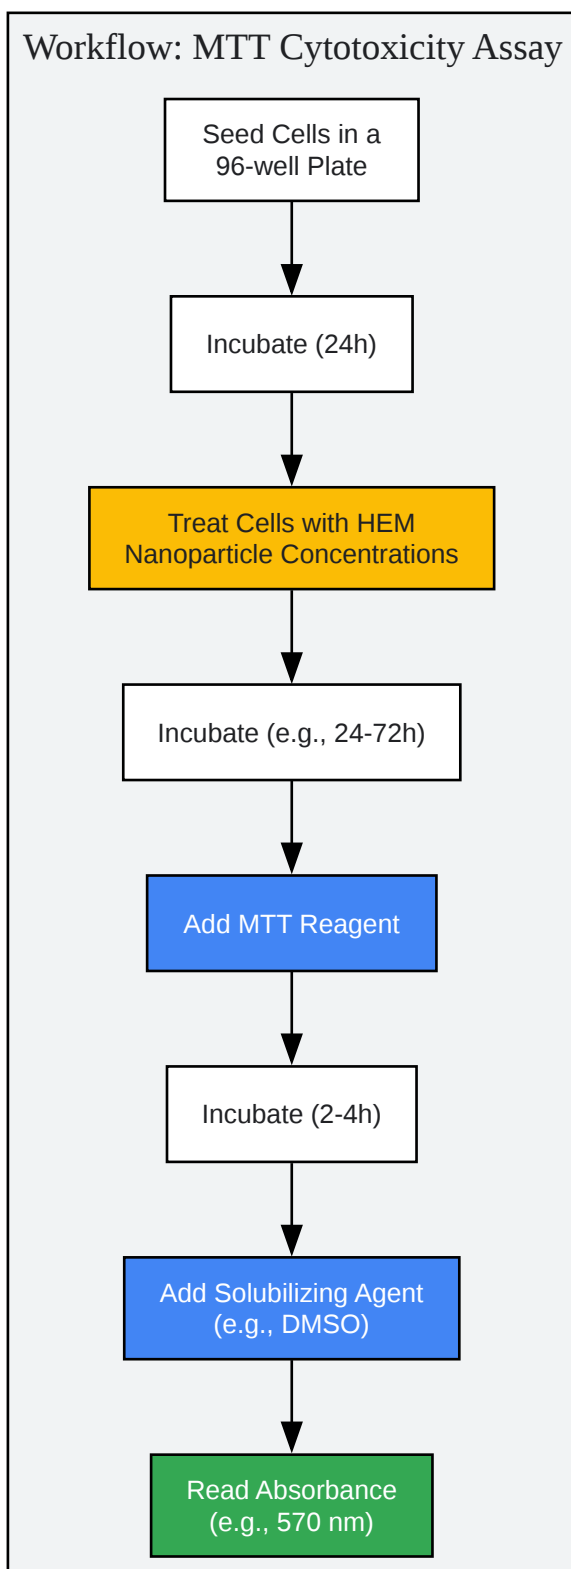 Workflow: MTT Cytotoxicity Assay
Seed Cells in a
96-well Plate
Incubate (24h)
Treat Cells with HEM
Nanoparticle Concentrations
Incubate (e.g., 24-72h)
Add MTT Reagent
Incubate (2-4h)
Add Solubilizing Agent
(e.g., DMSO)
Read Absorbance
(e.g., 570 nm)